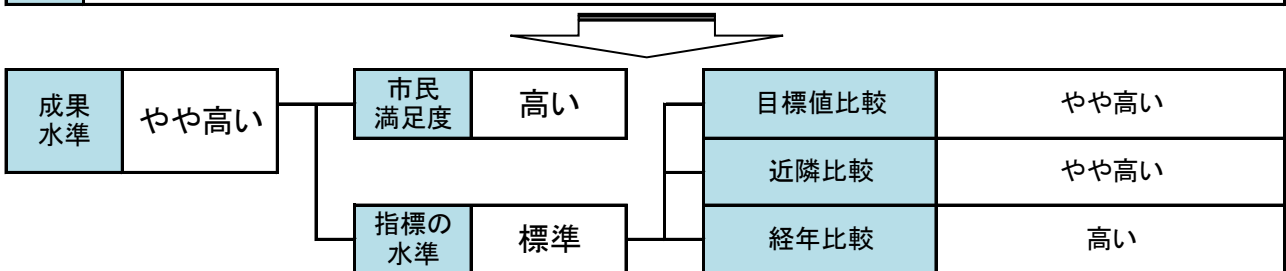 成果
水準
やや高い
市民
満足度
高い
指標の
水準
標準
目標値比較
やや高い
近隣比較
やや高い
経年比較
高い